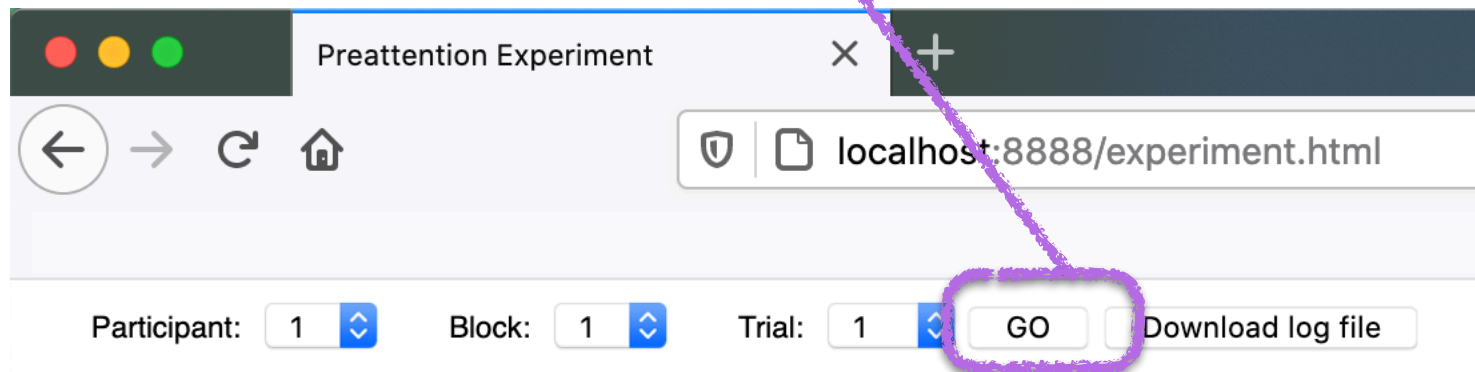 Preattention Experiment
localhost:8888/experiment.html
Participant: 1 Block: 1 Trial: 1 GO Download log file